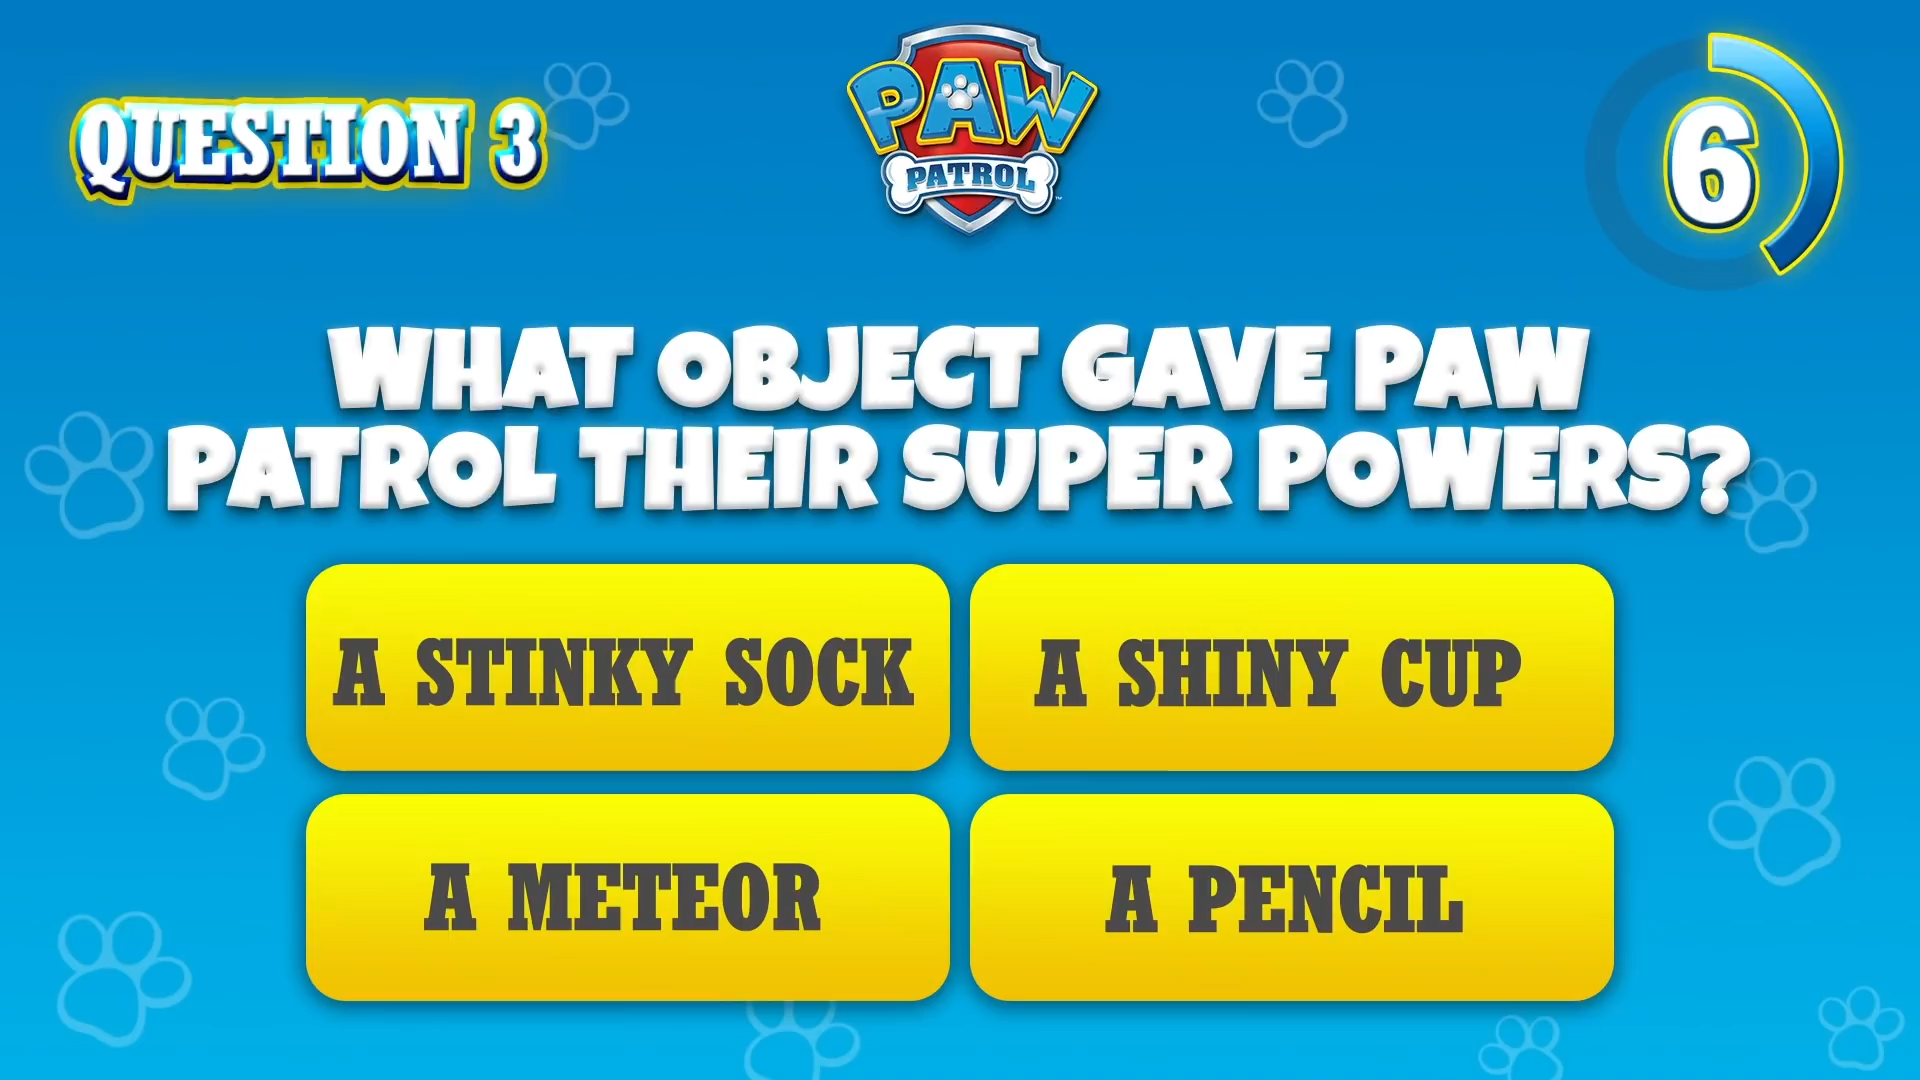 QUESTION 3
PAW
PATROL
6
WHAT OBJECT GAVE PAW
PATROL THEIR SUPER POWERS?
A STINKY SOCK
A SHINY CUP
A METEOR
A PENCIL